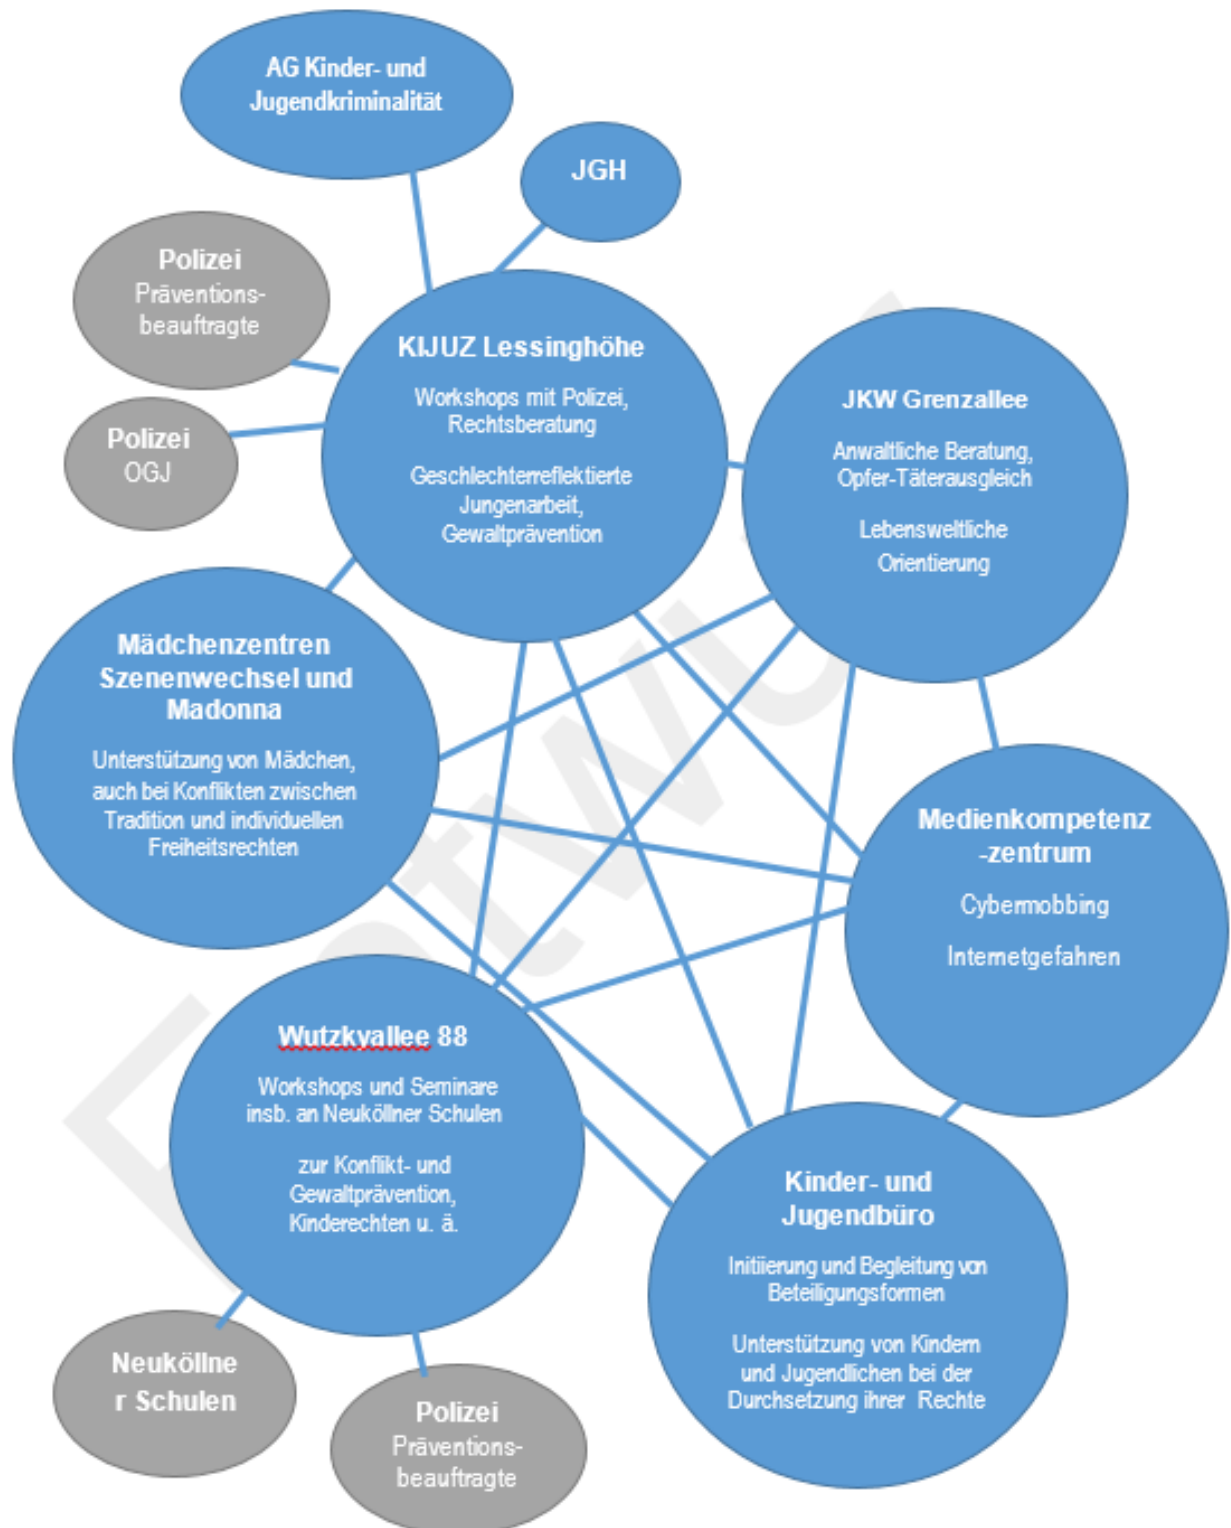 AG Kinder- und
Jugendkriminalität
JGH
Polizei
Präventions-
beauftragte
KIJUZ Lessinghöhe
Workshops mit Polizei,
Rechtsberatung
Geschlechterreflektierte
Jungenarbeit,
Gewaltprävention
JKW Grenzallee
Anwaltliche Beratung,
Opfer-Täterausgleich
Lebensweltliche
Orientierung
Polizei
OGJ
Mädchenzentren
Szenenwechsel und
Madonna
Unterstützung von Mädchen,
auch bei Konflikten zwischen
Tradition und individuellen
Freiheitsrechten
Medienkompetenz
-zentrum
Cybermobbing
Internetgefahren
Wutzkyallee 88
Workshops und Seminare
insb. an Neuköllner Schulen
zur Konflikt- und
Gewaltprävention,
Kinderechten u. ä.
Kinder- und
Jugendbüro
Initiierung und Begleitung von
Beteiligungsformen
Unterstützung von Kindern
und Jugendlichen bei der
Durchsetzung ihrer Rechte
Neuköllne
r Schulen
Polizei
Präventions-
beauftragte
Entwurf